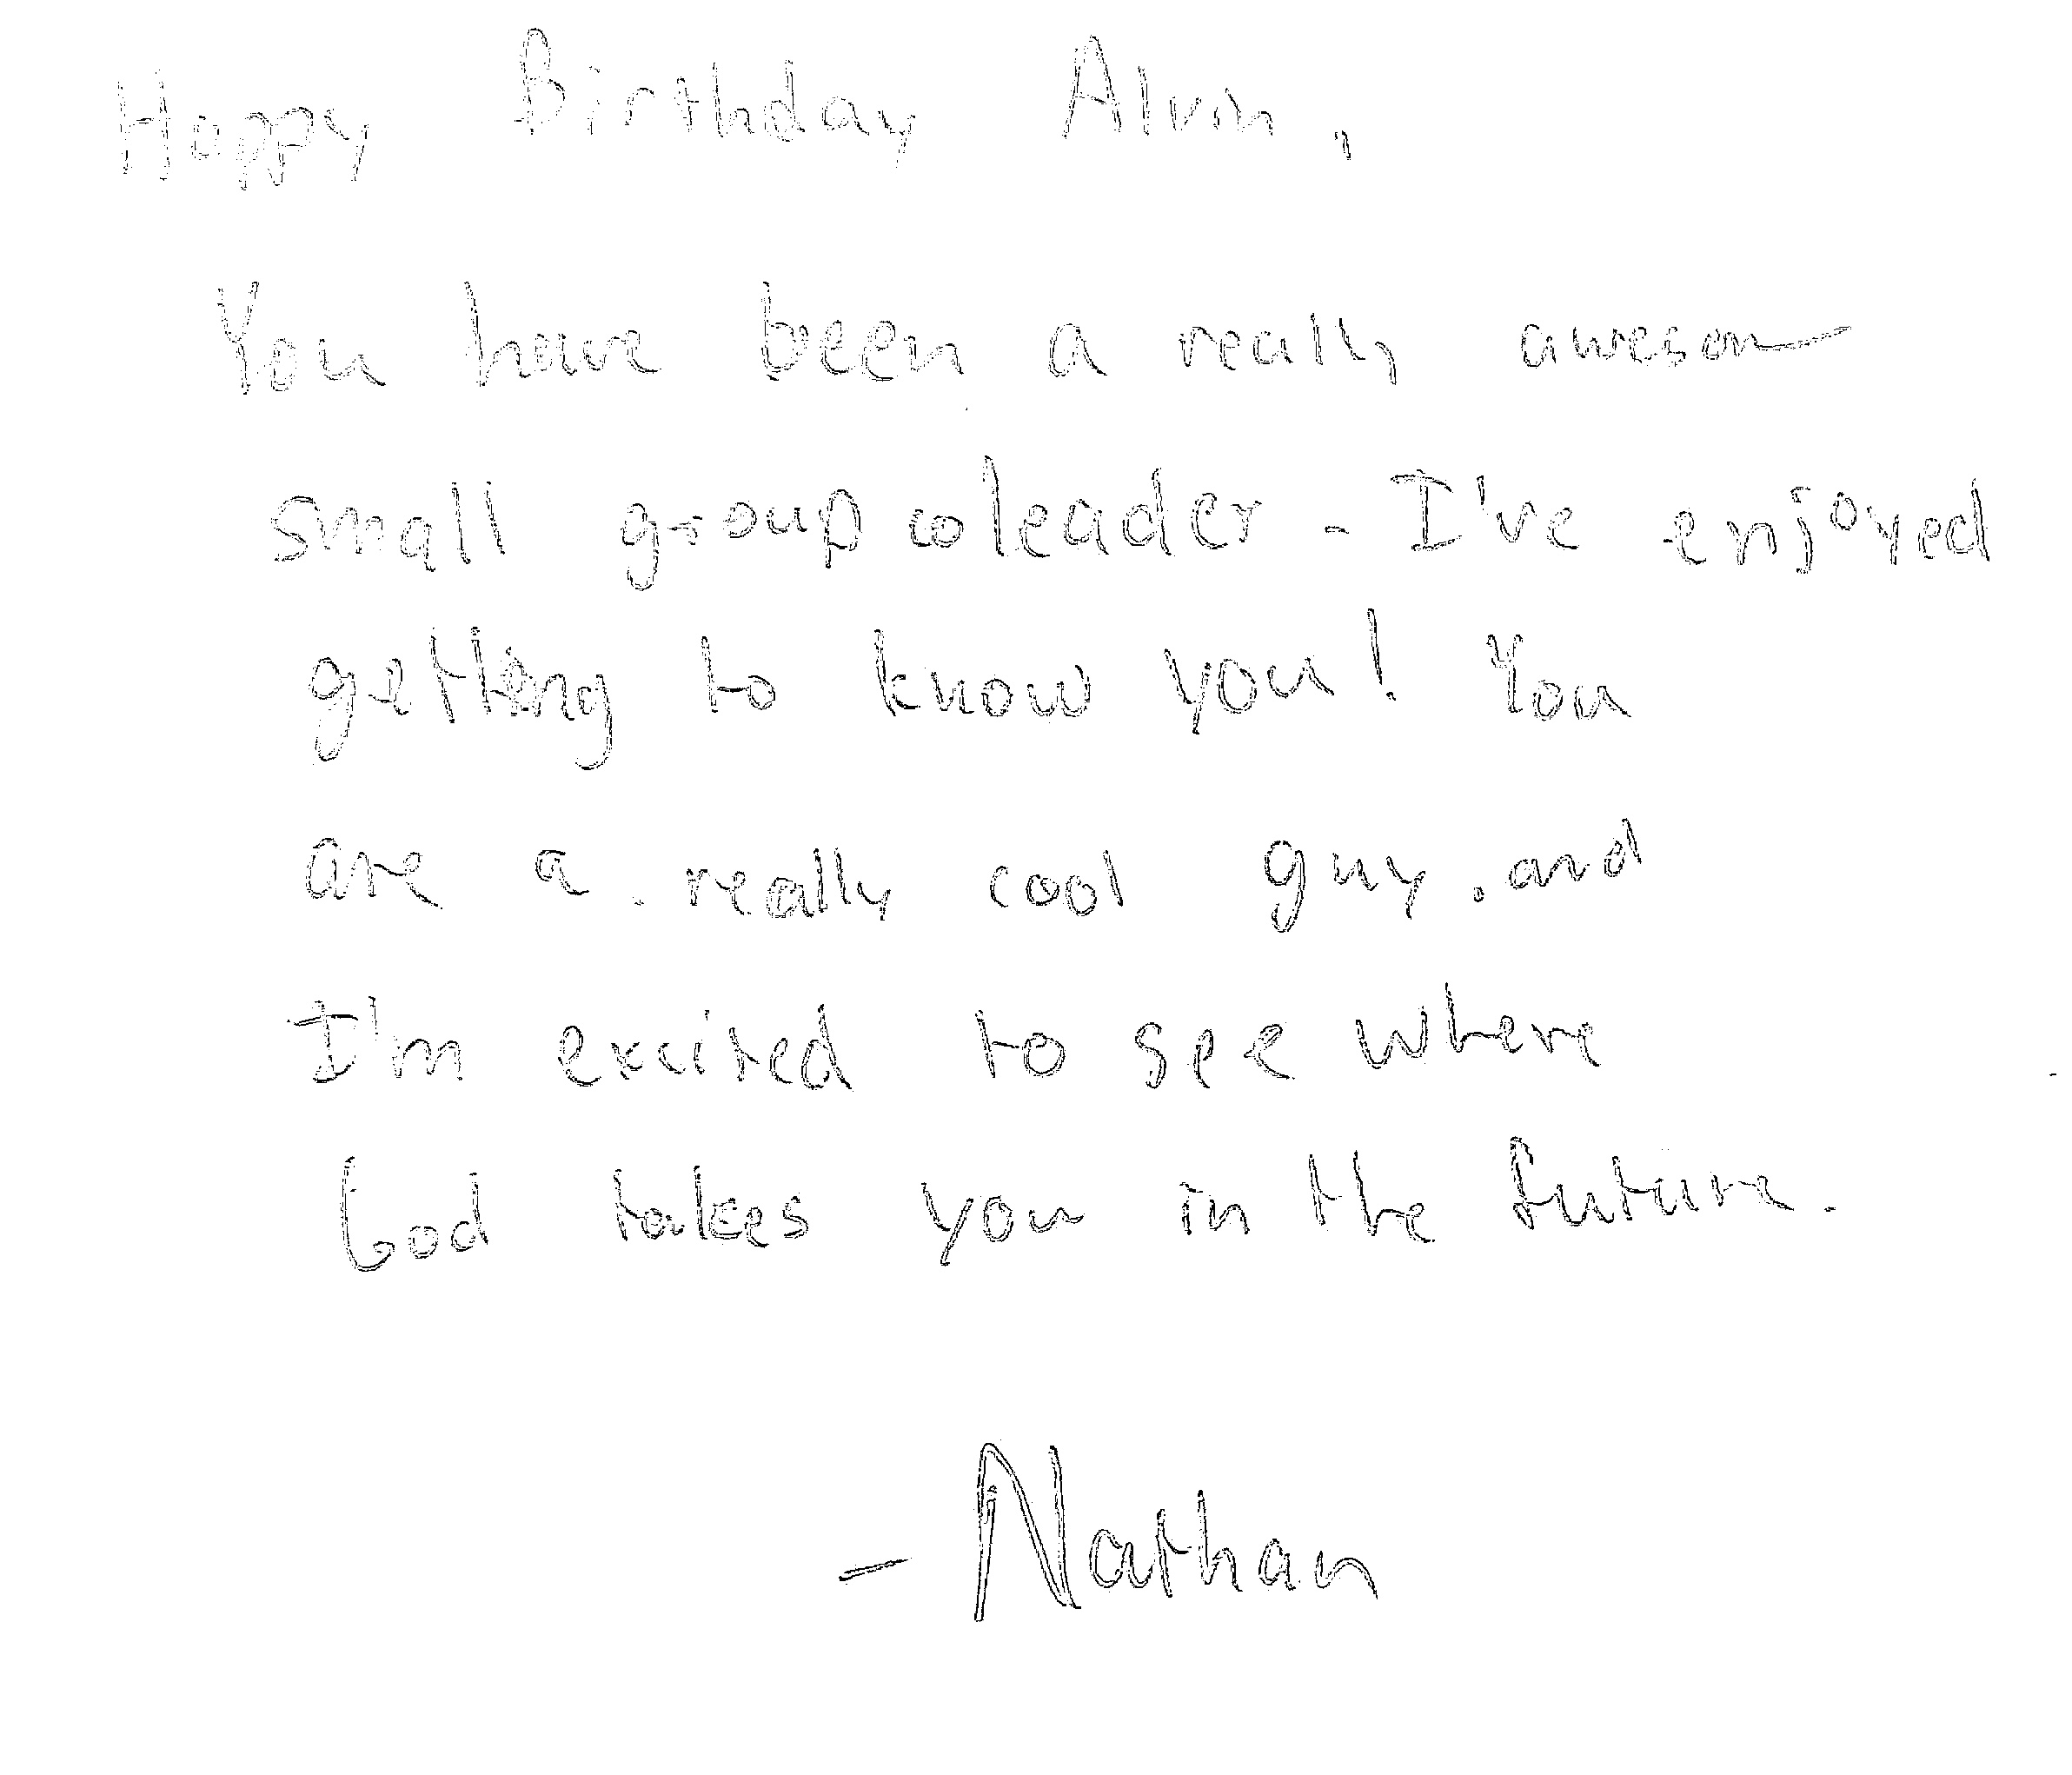 Happy Birthday Alvin,
You have been a really awesom
small group coleader - I've enjoyed
getting to know you! You
are a really cool guy, and
I'm excited to see where
God takes you in the future.
- Nathan